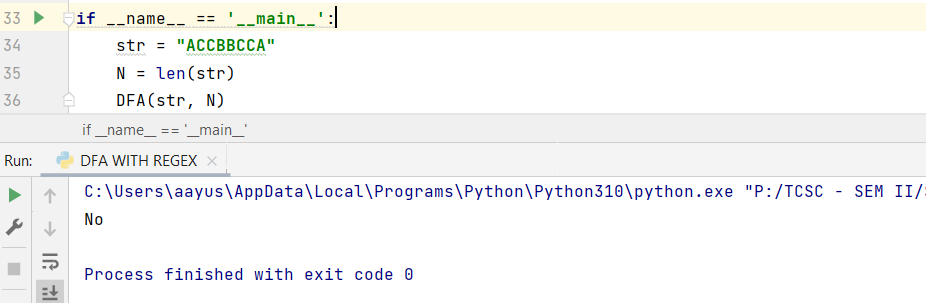 33 if __name__ == '__main__':
34 str = "ACCBBCCA"
35 N = len(str)
36 DFA(str, N)
if __name__ == '__main__'
Run: DFA WITH REGEX ×
C:\Users\aayus\AppData\Local\Programs\Python\Python310\python.exe "P:/TCSC - SEM II/
No
Process finished with exit code 0